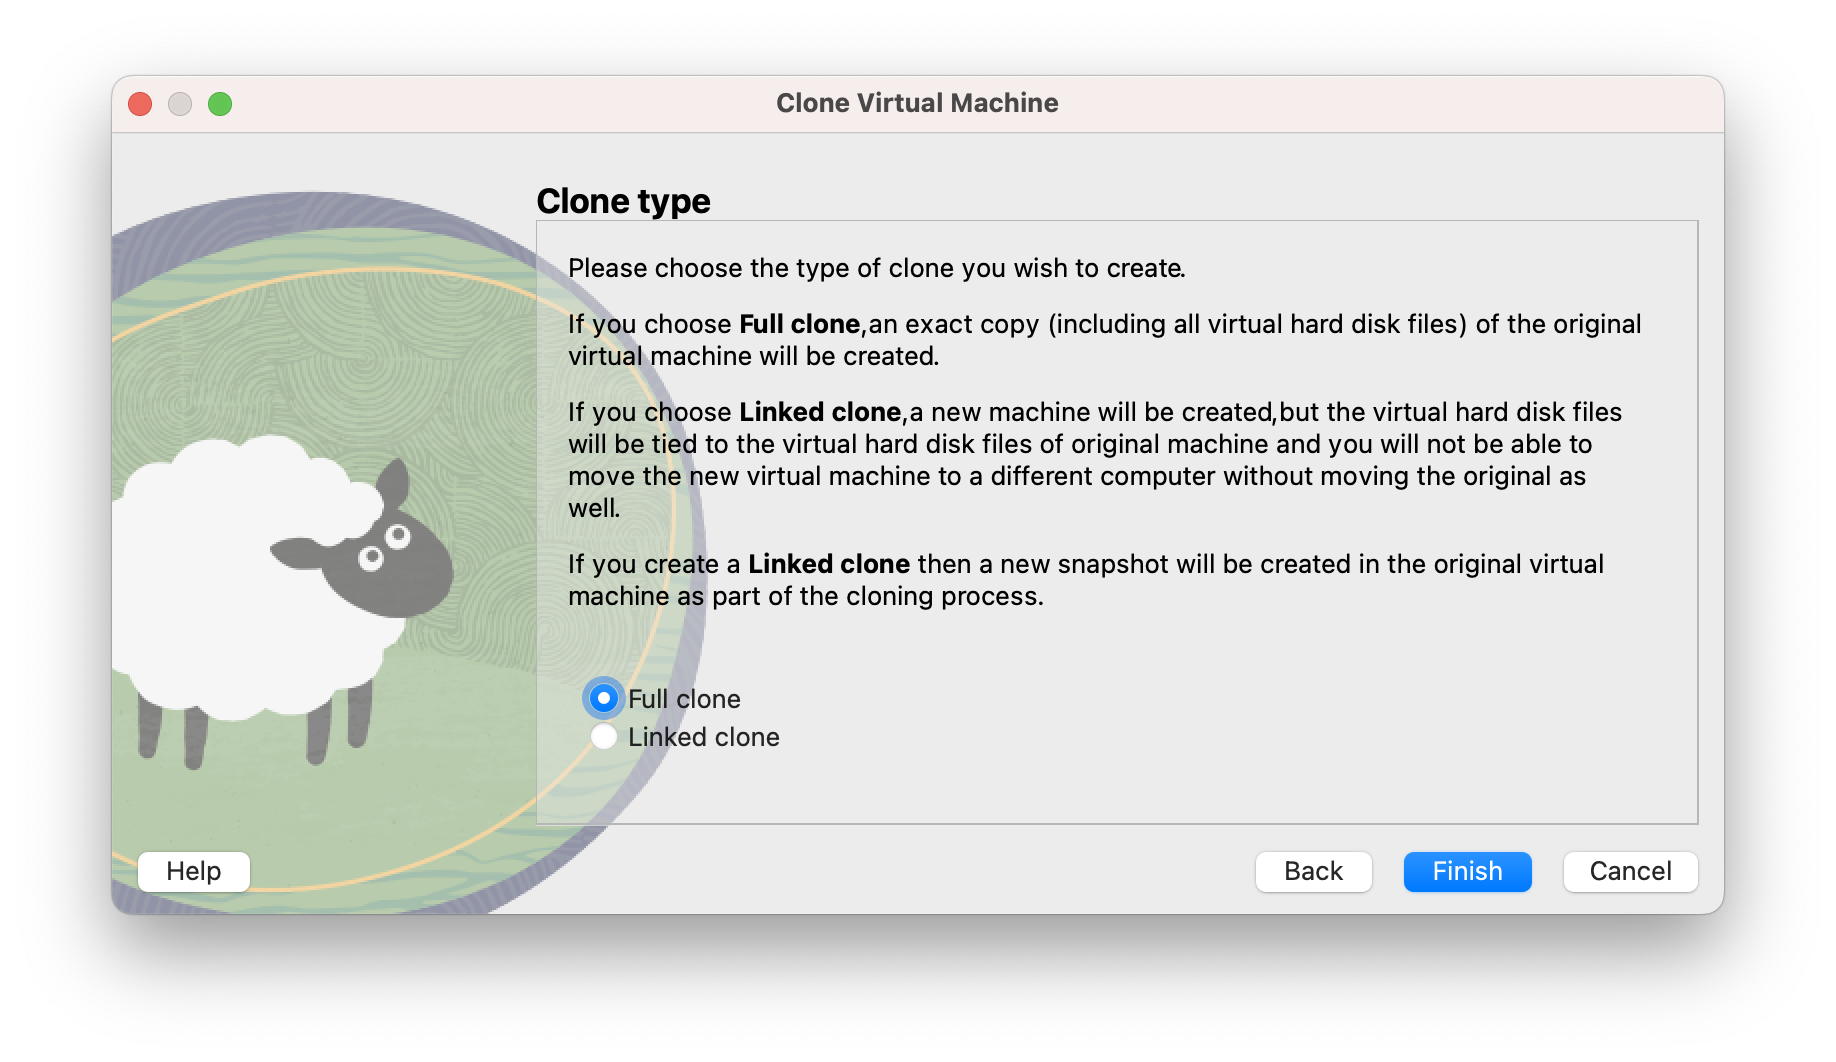 Clone Virtual Machine
Clone type
Please choose the type of clone you wish to create.
If you choose Full clone,an exact copy (including all virtual hard disk files) of the original
virtual machine will be created.
If you choose Linked clone,a new machine will be created,but the virtual hard disk files
will be tied to the virtual hard disk files of original machine and you will not be able to
move the new virtual machine to a different computer without moving the original as
well.
If you create a Linked clone then a new snapshot will be created in the original virtual
machine as part of the cloning process.
Full clone
Linked clone
Help
Back
Finish
Cancel